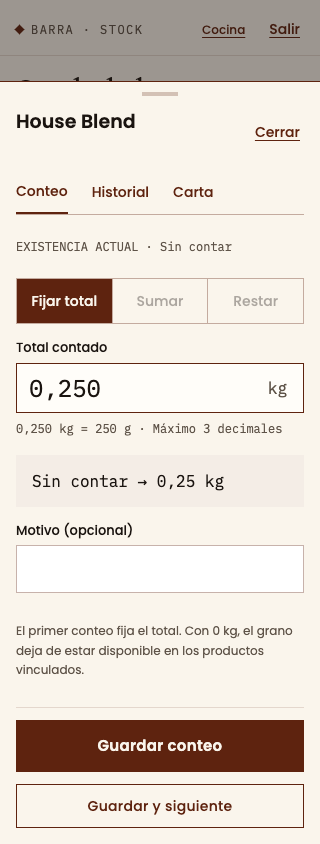 BARRA · STOCK
Cocina
Salir
House Blend
Cerrar
Conteo
Historial
Carta
EXISTENCIA ACTUAL · Sin contar
Fijar total
Sumar
Restar
Total contado
0,250
kg
0,250 kg = 250 g · Máximo 3 decimales
Sin contar → 0,25 kg
Motivo (opcional)
El primer conteo fija el total. Con 0 kg, el grano
deja de estar disponible en los productos
vinculados.
Guardar conteo
Guardar y siguiente